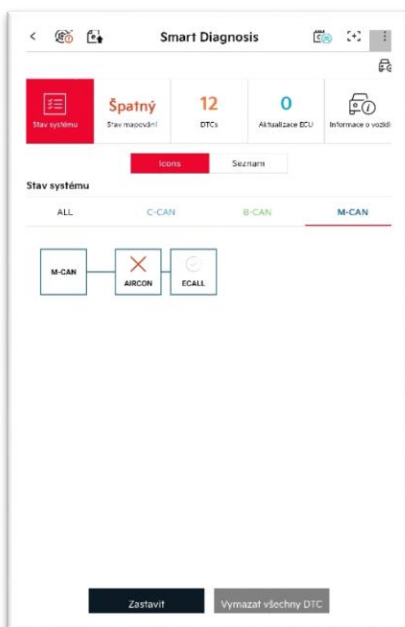 Smart Diagnosis
Špatný
12
0
Stav systému
Stav mapování
DTCs
Aktualizace ECU
Informace o vozidl
Icons
Seznam
Stav systému
ALL
C-CAN
B-CAN
M-CAN
M-CAN
AIRCON
ECALL
Zastavit
Vymazat všechny DTC